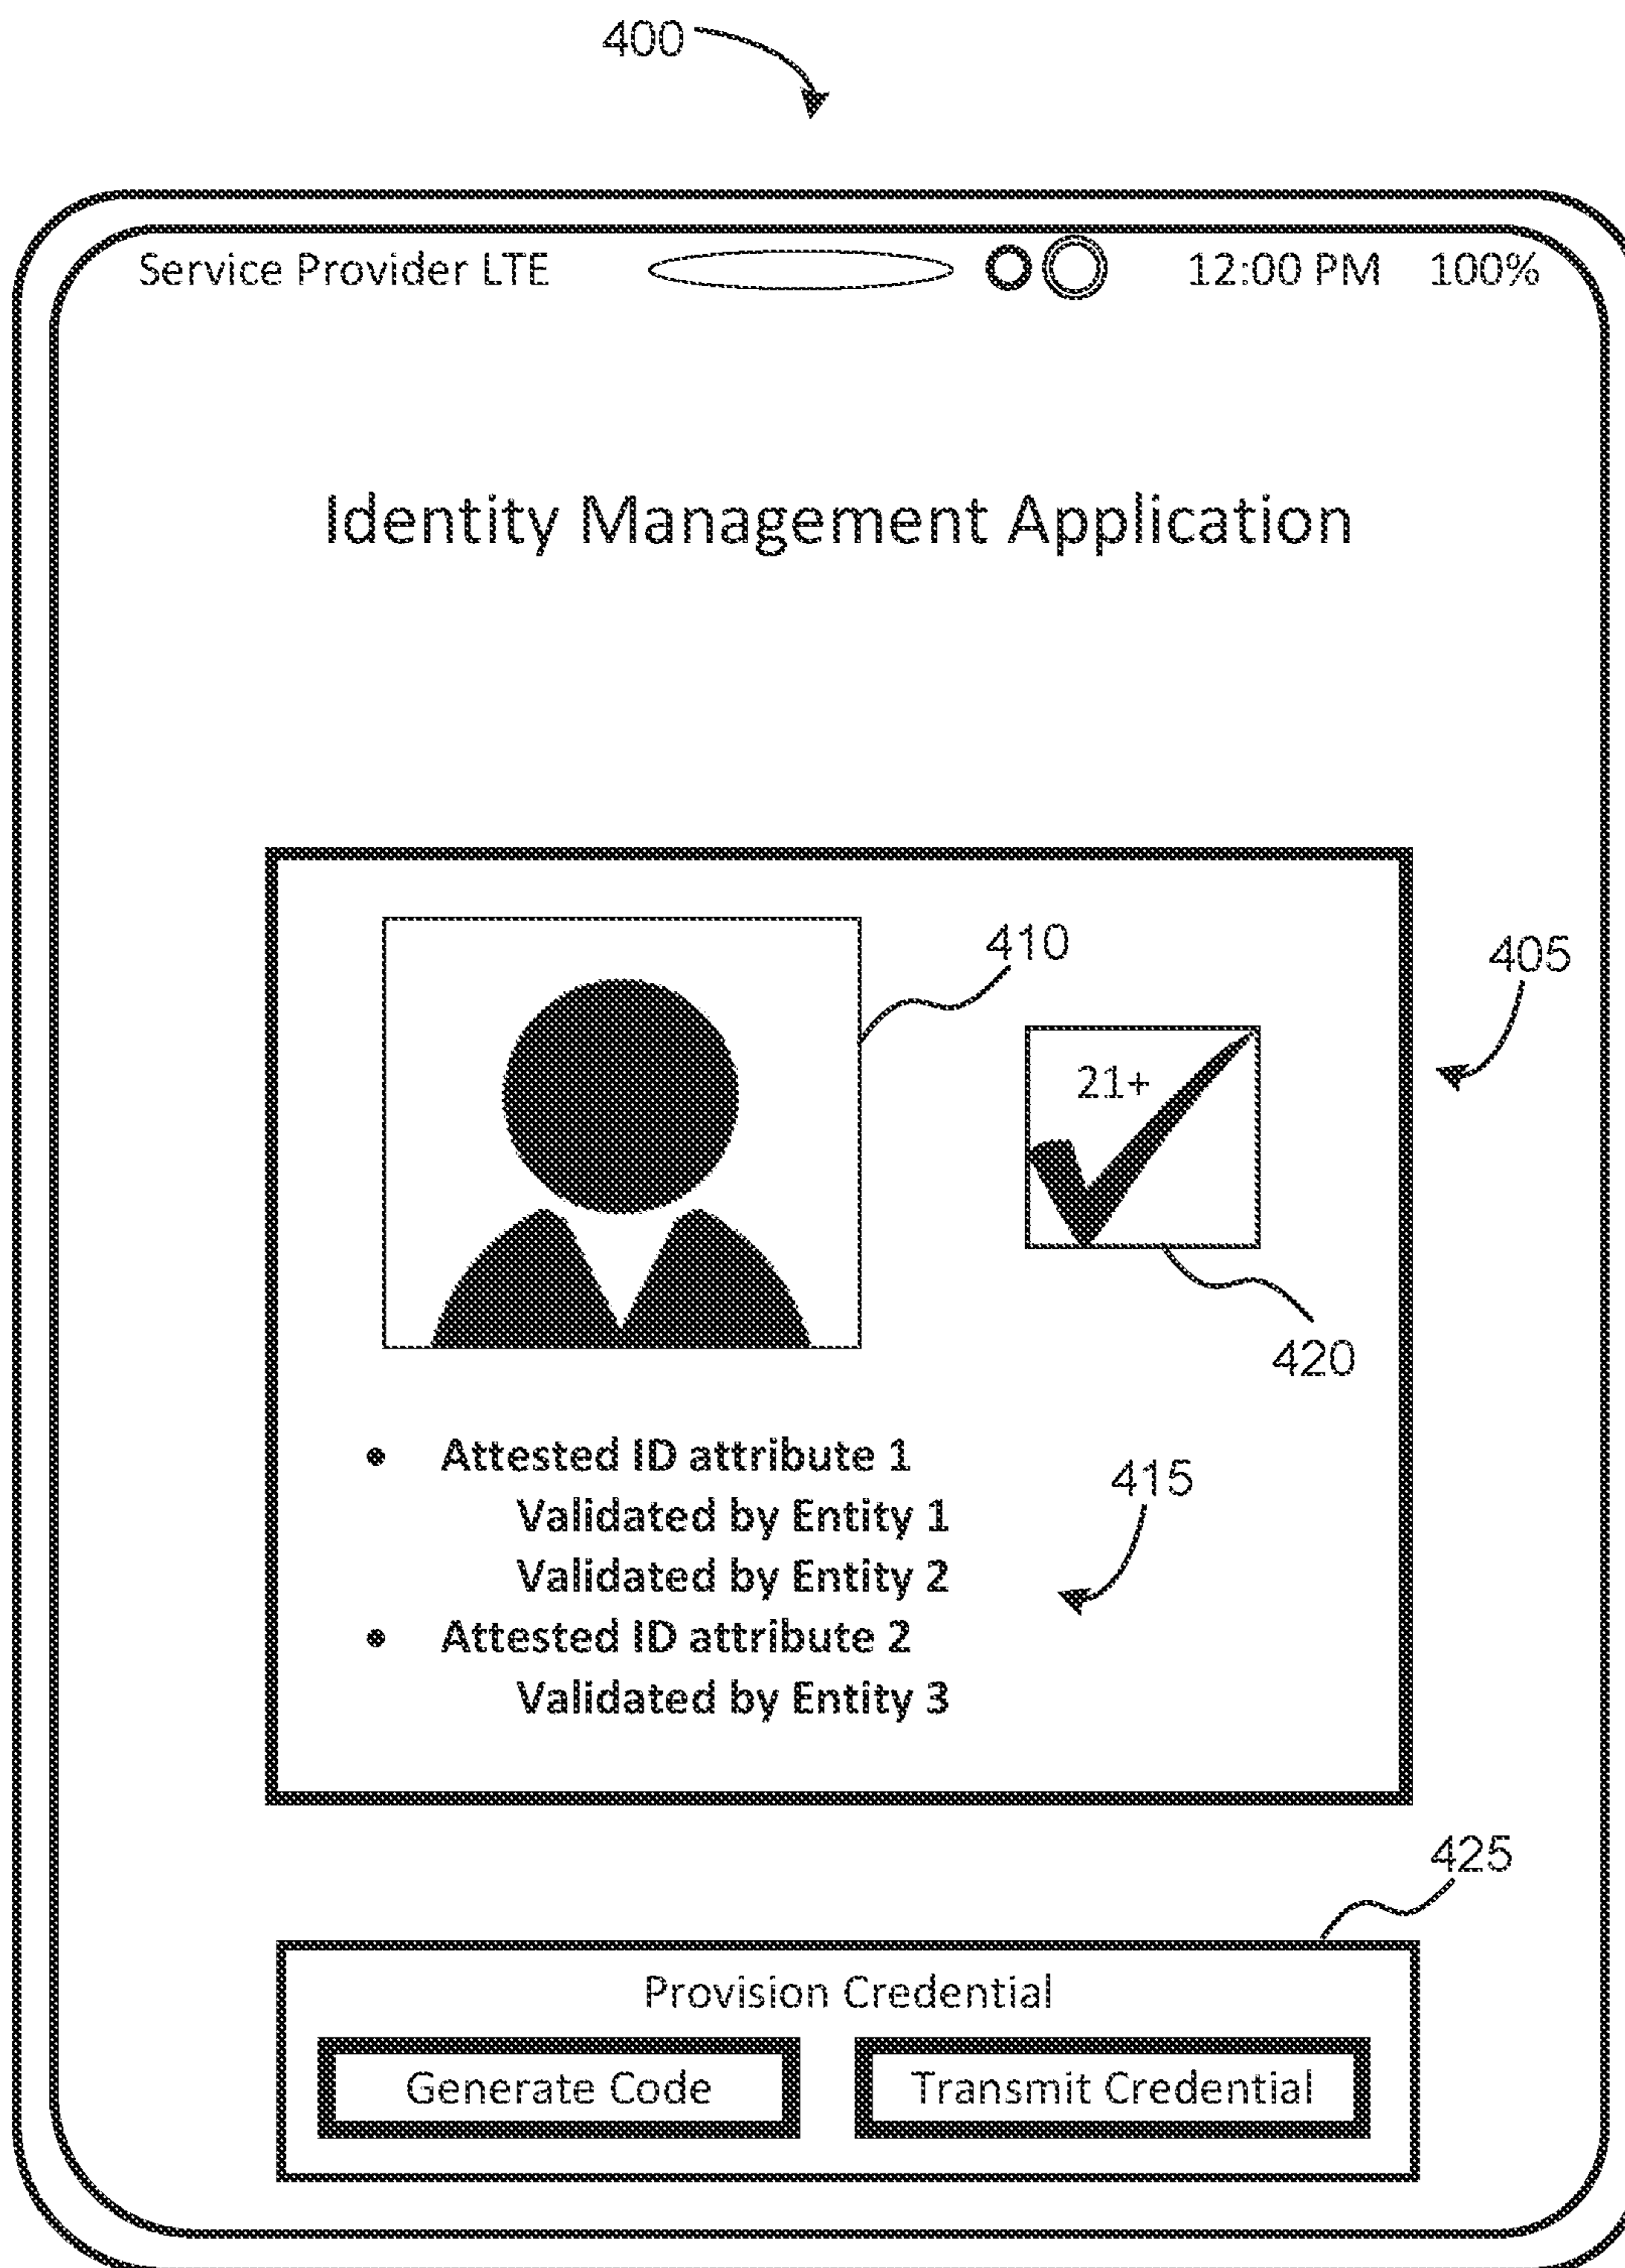 400
Service Provider LTE 12:00 PM 100%
Identity Management Application
410
405
21+
420
• Attested ID attribute 1
Validated by Entity 1
415
Validated by Entity 2
• Attested ID attribute 2
Validated by Entity 3
425
Provision Credential
Generate Code Transmit Credential